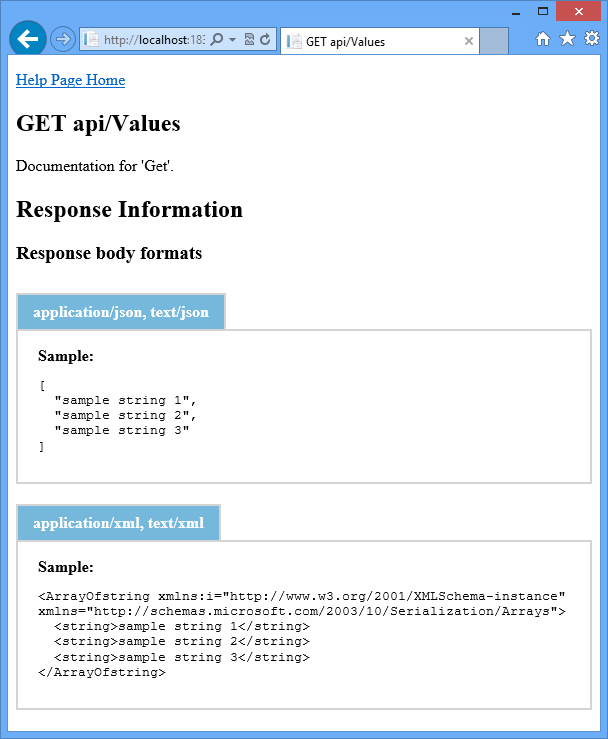 http://localhost:183
GET api/Values
Help Page Home
GET api/Values
Documentation for 'Get'.
Response Information
Response body formats
application/json, text/json
Sample:
[
"sample string 1",
"sample string 2",
"sample string 3"
]
application/xml, text/xml
Sample:
<ArrayOfstring xmlns:i="http://www.w3.org/2001/XMLSchema-instance"
xmlns="http://schemas.microsoft.com/2003/10/Serialization/Arrays">
<string>sample string 1</string>
<string>sample string 2</string>
<string>sample string 3</string>
</ArrayOfstring>